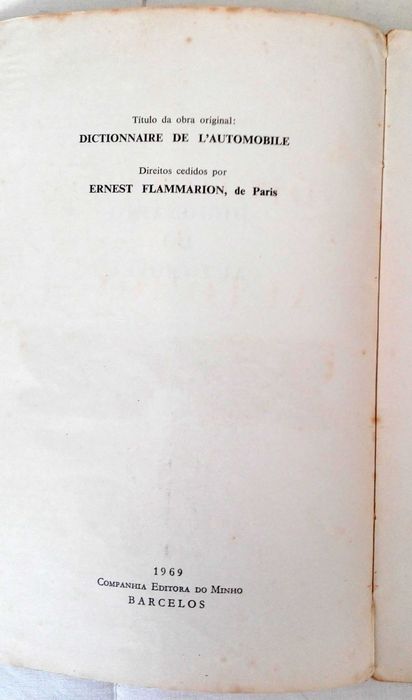 Título da obra original:
DICTIONNAIRE DE L'AUTOMOBILE
Direitos cedidos por
ERNEST FLAMMARION, de Paris
1969
COMPANHIA EDITORA DO MINHO
BARCELOS